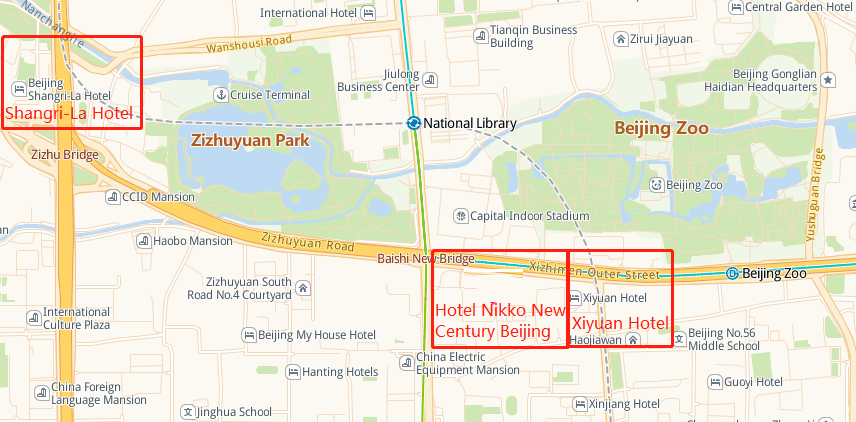 Nanchanghe
International Hotel
Central Garden Hotel
Tianqin Business
Building
Zirui Jiayuan
Wanshousi Road
Beijing
Shangri-La Hotel
Shangri-La Hotel
Cruise Terminal
Jiulong
Business Center
Beijing Gonglian
Haidian Headquarters
National Library
Zizhuyuan Park
Beijing Zoo
Zizhu Bridge
CCID Mansion
Beijing Zoo
Yushuguan Bridge
Capital Indoor Stadium
Haobo Mansion
Zizhuyuan Road
Baishi New Bridge
Xizhimen Outer Street
Beijing Zoo
Zizhuyuan South
Road No.4 Courtyard
Xiyuan Hotel
Hotel Nikko New
Century Beijing
Xiyuan Hotel
International
Culture Plaza
Beijing My House Hotel
Haojiawan
Beijing No.56
Middle School
China Electric
Equipment Mansion
Hanting Hotels
Guoyi Hotel
China Foreign
Language Mansion
Jinghua School
Xinjiang Hotel